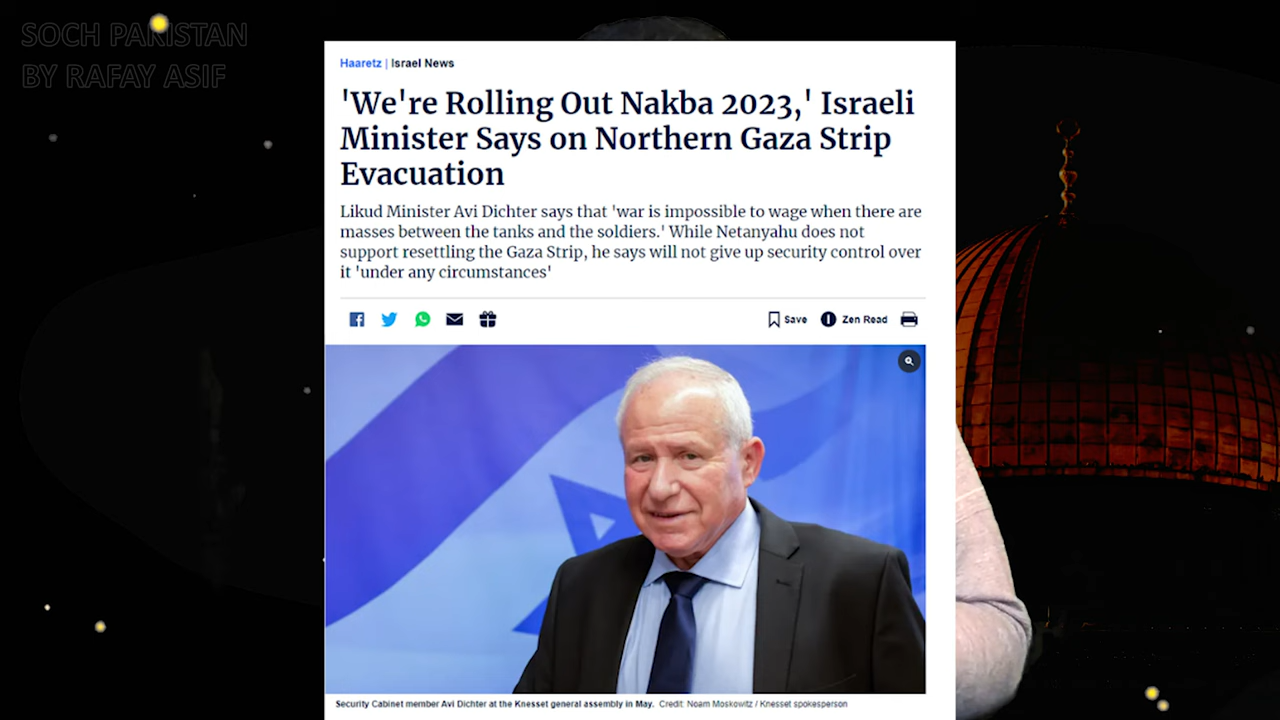 SOCH PAKISTAN
BY RAFAY ASIF
Haaretz | Israel News
'We're Rolling Out Nakba 2023,' Israeli
Minister Says on Northern Gaza Strip
Evacuation
Likud Minister Avi Dichter says that 'war is impossible to wage when there are
masses between the tanks and the soldiers.' While Netanyahu does not
support resettling the Gaza Strip, he says will not give up security control over
it 'under any circumstances'
Save
Zen Read
Security Cabinet member Avi Dichter at the Knesset general assembly in May. Credit: Noam Moskowitz / Knesset spokesperson